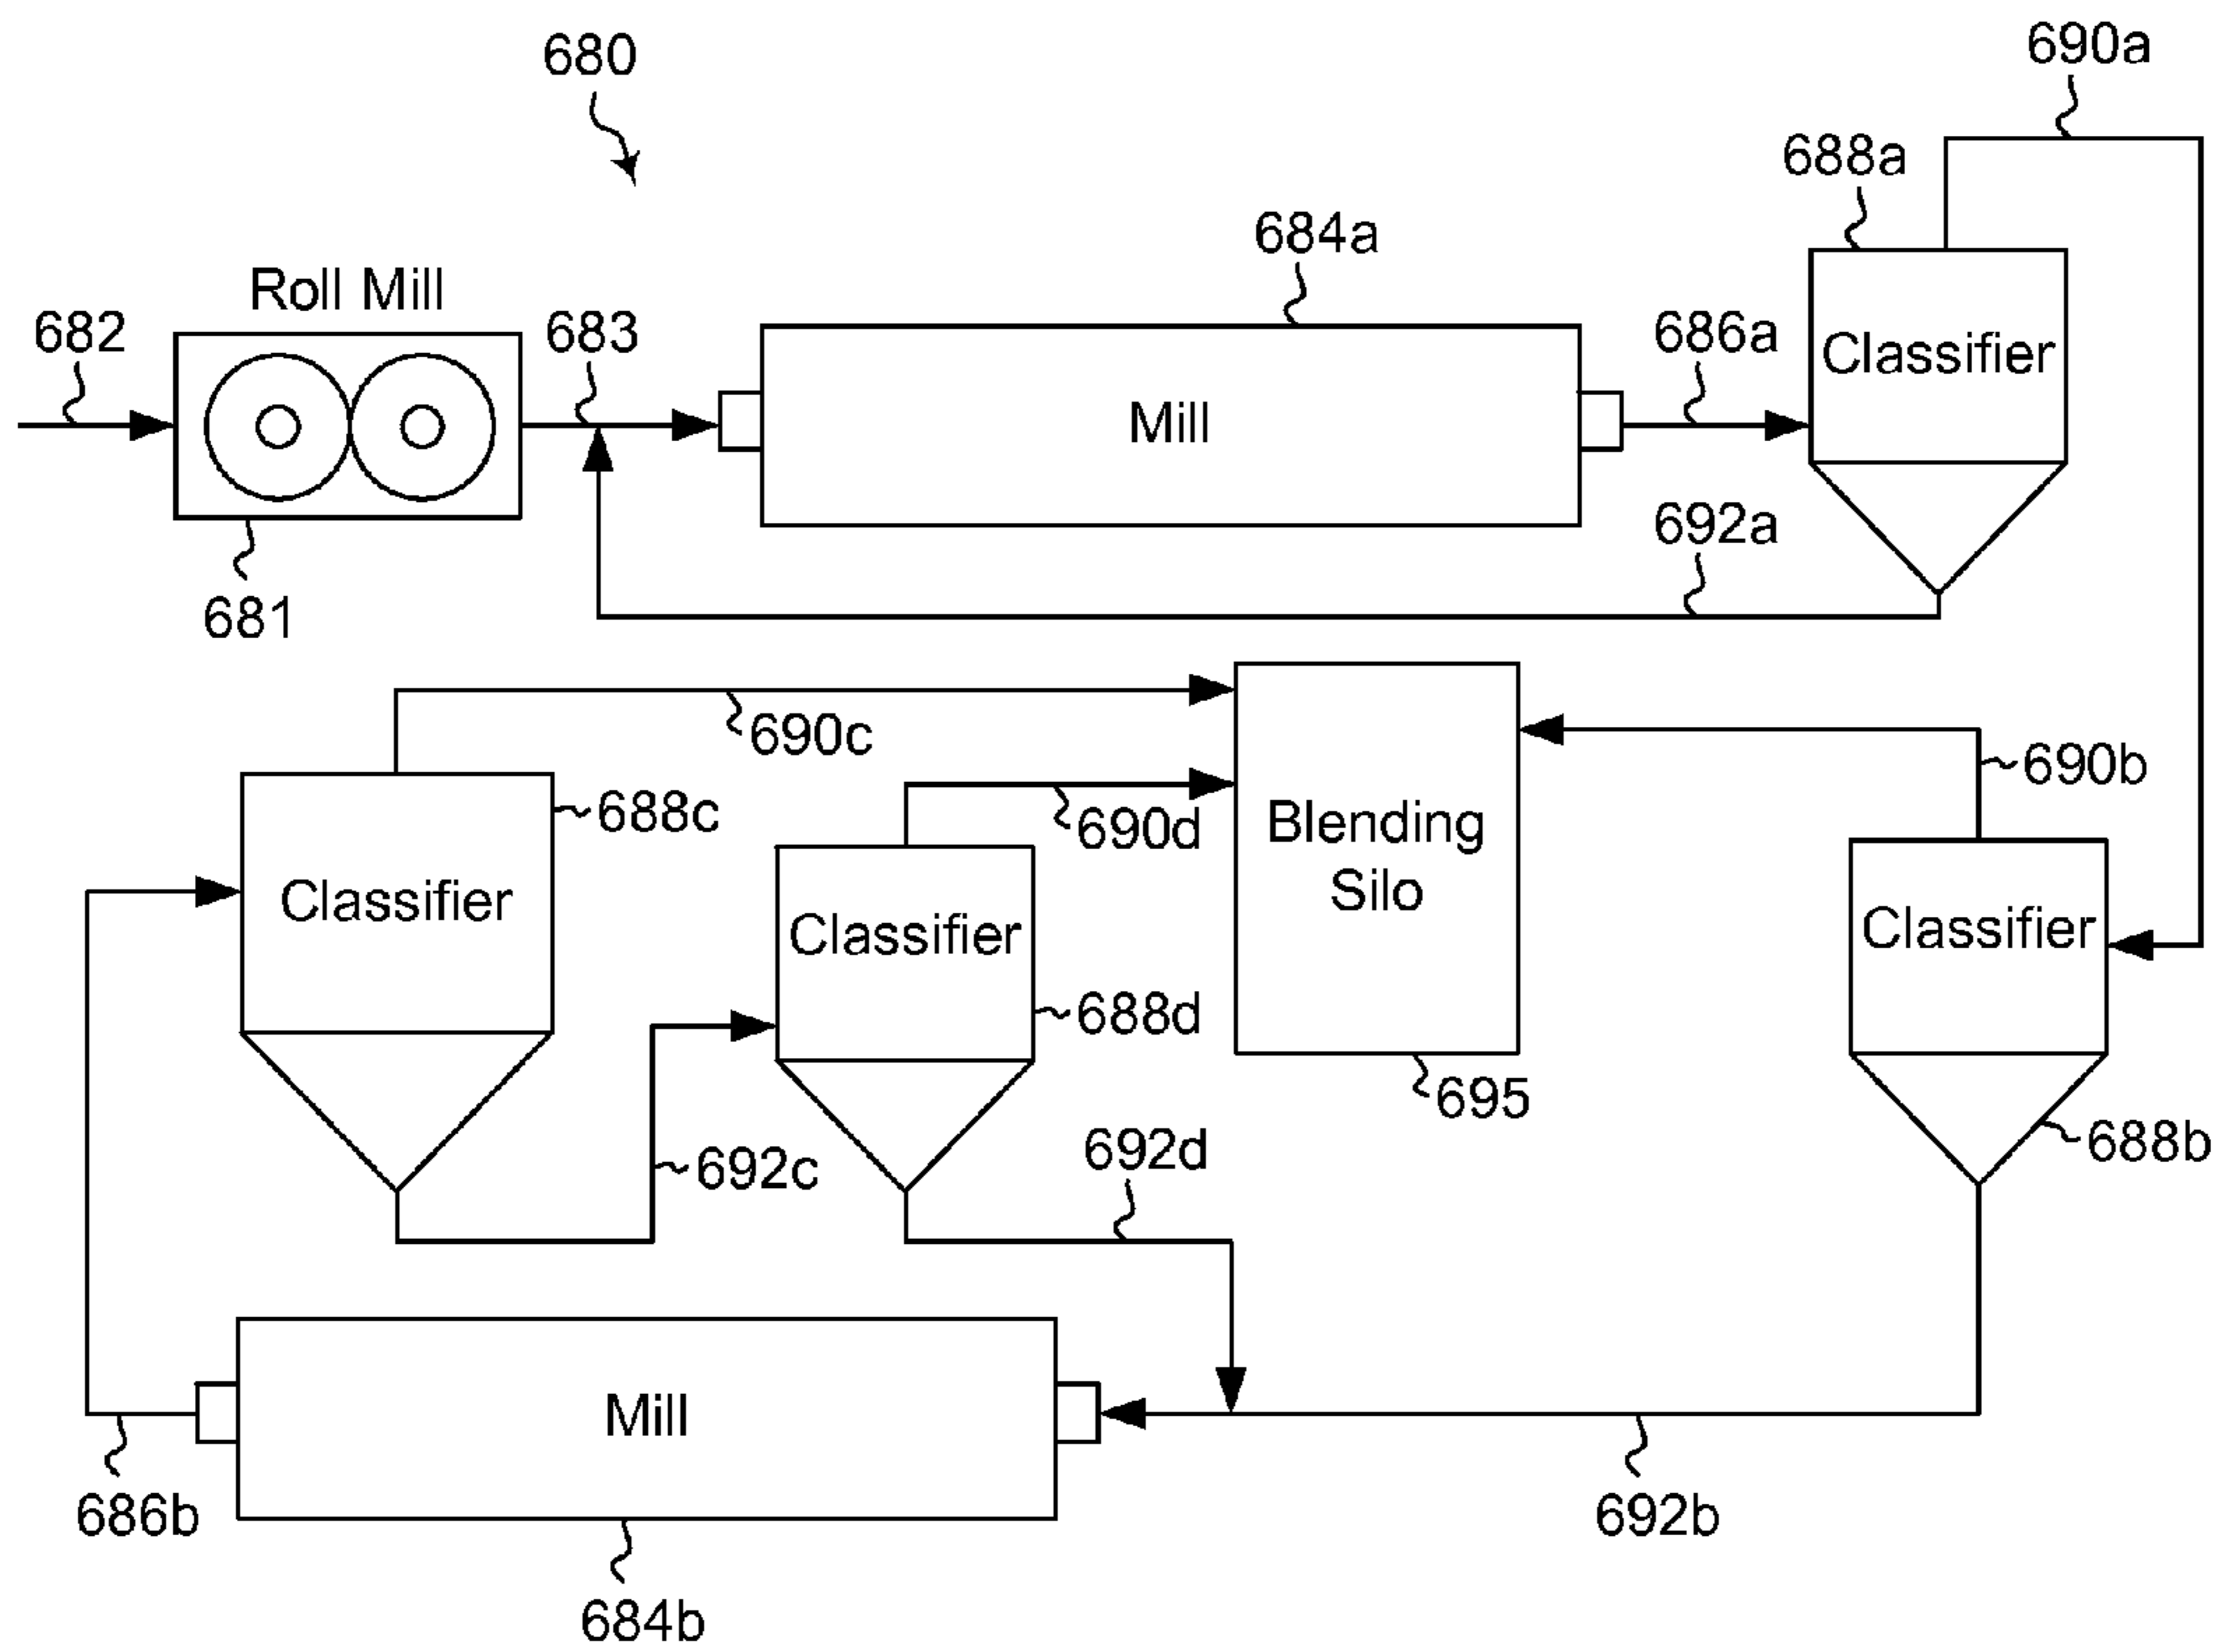 680
690a
688a
684a
Roll Mill
682
683
686a
Classifier
Mill
692a
681
690c
690b
688c
690d
Blending
Silo
Classifier
Classifier
Classifier
688d
695
688b
692c
692d
Mill
686b
692b
684b